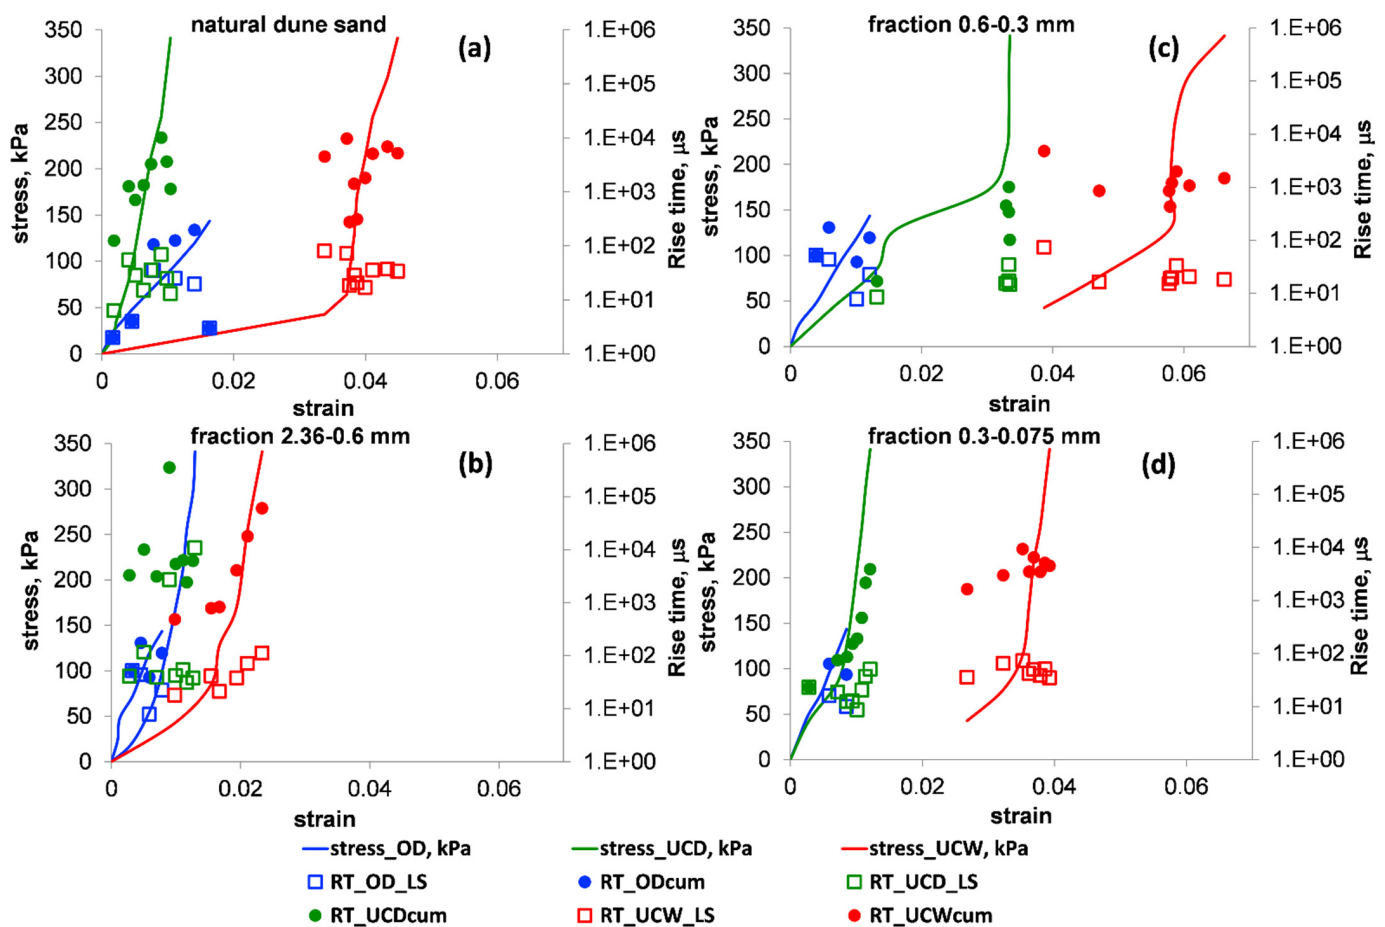 natural dune sand
(a)
350
300
250
200
150
100
50
0
stress, kPa
1.E+06
1.E+05
1.E+04
1.E+03
1.E+02
1.E+01
1.E+00
Rise time, μs
0 0.02 0.04 0.06
strain
fraction 0.6-0.3 mm
(c)
350
300
250
200
150
100
50
0
stress, kPa
1.E+06
1.E+05
1.E+04
1.E+03
1.E+02
1.E+01
1.E+00
Rise time, μs
0 0.02 0.04 0.06
strain
fraction 2.36-0.6 mm
(b)
350
300
250
200
150
100
50
0
stress, kPa
1.E+06
1.E+05
1.E+04
1.E+03
1.E+02
1.E+01
1.E+00
Rise time, μs
0 0.02 0.04 0.06
strain
fraction 0.3-0.075 mm
(d)
350
300
250
200
150
100
50
0
stress, kPa
1.E+06
1.E+05
1.E+04
1.E+03
1.E+02
1.E+01
1.E+00
Rise time, μs
0 0.02 0.04 0.06
strain
stress_OD, kPa stress_UCD, kPa stress_UCW, kPa
RT_OD_LS RT_ODcum RT_UCD_LS
RT_UCDcum RT_UCW_LS RT_UCWcum